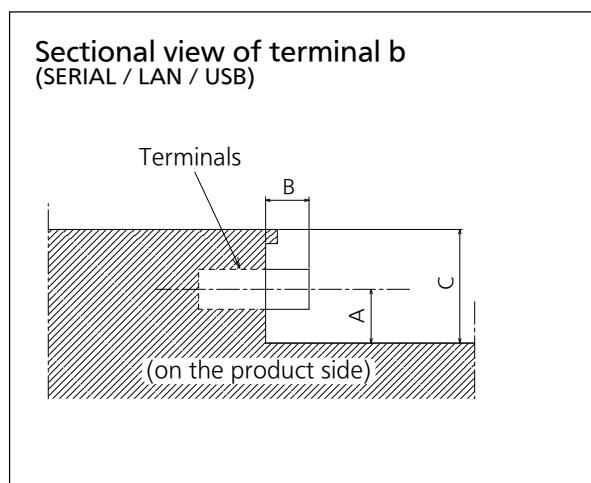 Sectional view of terminal b
(SERIAL / LAN / USB)
Terminals
B
C
A
(on the product side)